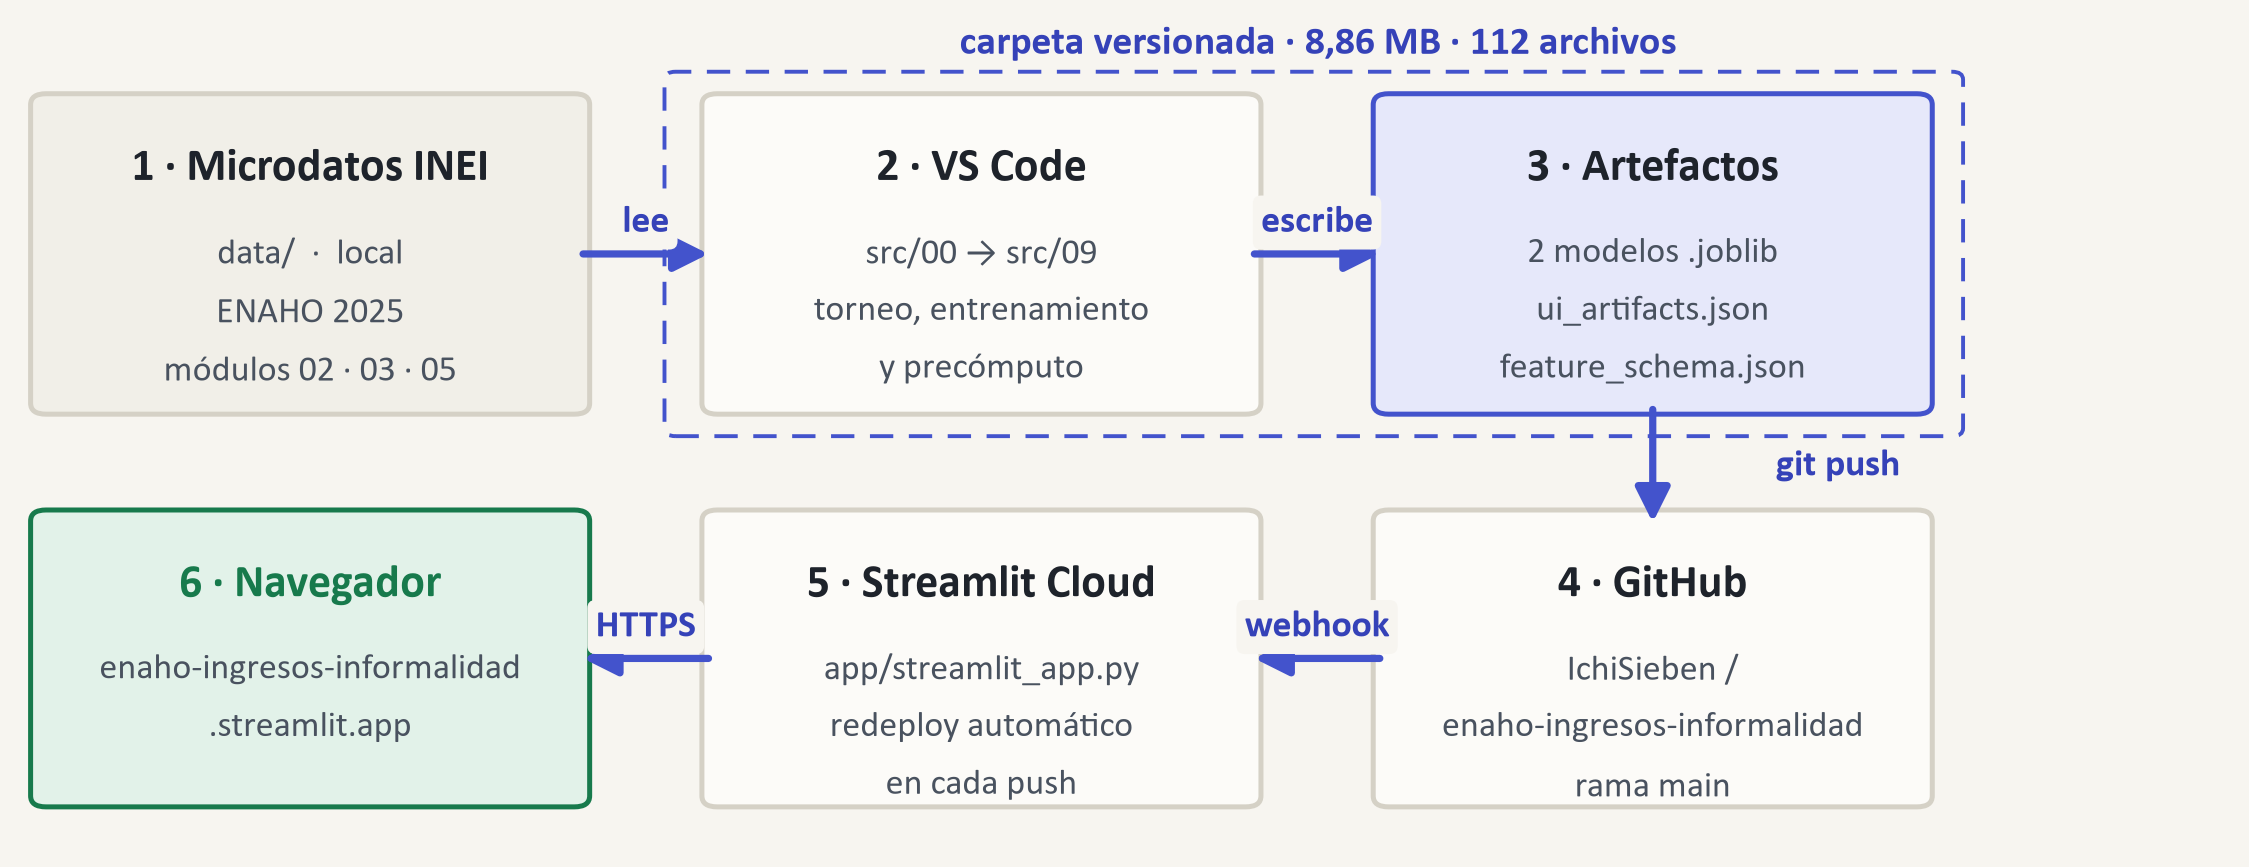 carpeta versionada · 8,86 MB · 112 archivos
1 · Microdatos INEI
data/ · local
ENAHO 2025
módulos 02 · 03 · 05
lee
2 · VS Code
src/00 → src/09
torneo, entrenamiento
y precómputo
escribe
3 · Artefactos
2 modelos .joblib
ui_artifacts.json
feature_schema.json
git push
4 · GitHub
IchiSieben /
enaho-ingresos-informalidad
rama main
webhook
5 · Streamlit Cloud
app/streamlit_app.py
redeploy automático
en cada push
HTTPS
6 · Navegador
enaho-ingresos-informalidad
.streamlit.app